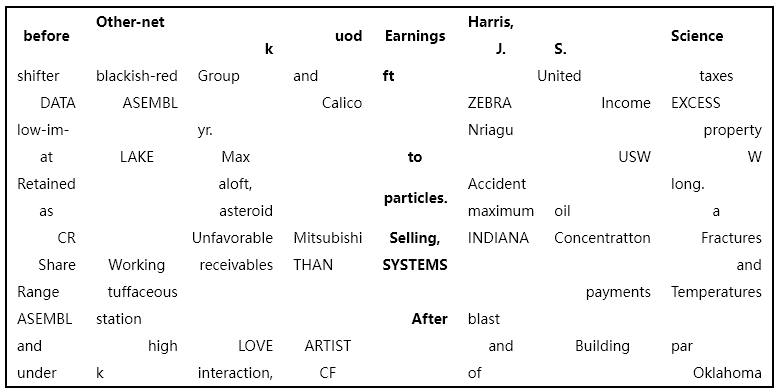 before Other-net k uod Earnings Harris, J. S. Science
shifter blackish-red Group and ft United taxes
DATA ASEMBL Calico ZEBRA Income EXCESS
low-im- yr. Nriagu property
at LAKE Max to USW W
Retained aloft, Accident long.
as asteroid particles. maximum oil a
CR Unfavorable Mitsubishi Selling, INDIANA Concentratton Fractures
Share Working receivables THAN SYSTEMS and
Range tuffaceous payments Temperatures
ASEMBL station After blast
and high LOVE ARTIST and Building par
under k interaction, CF of Oklahoma